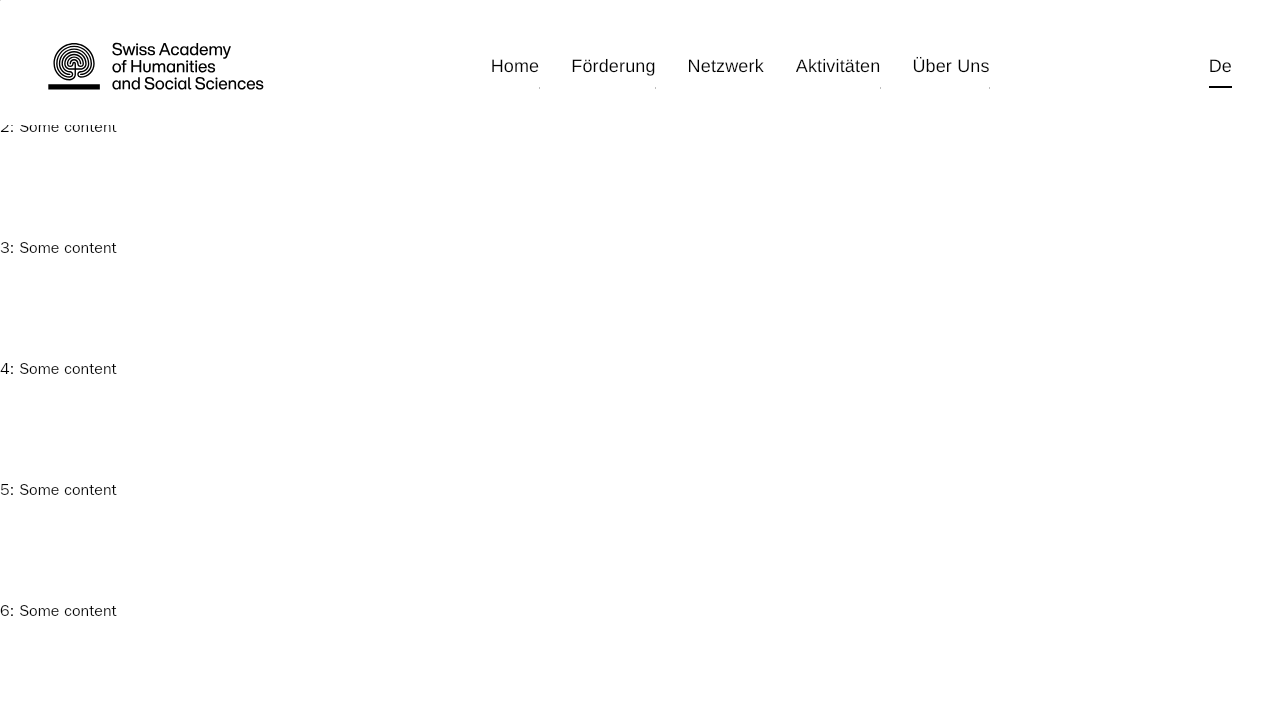 Swiss Academy
of Humanities
and Social Sciences
Home Förderung Netzwerk Aktivitäten Über Uns De
2: Some content
3: Some content
4: Some content
5: Some content
6: Some content